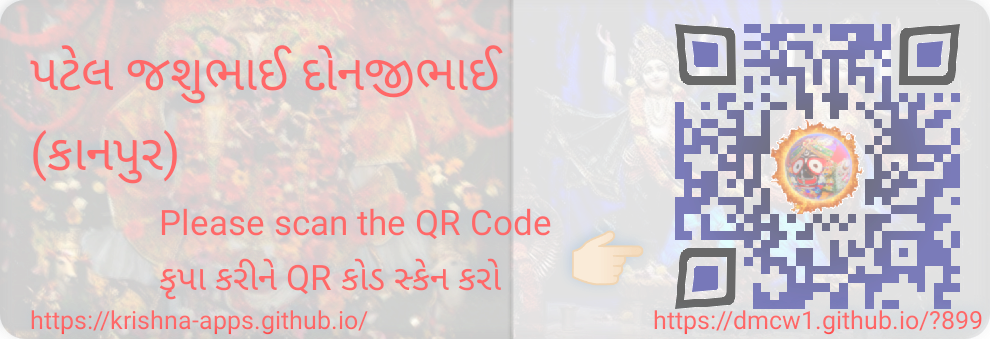 પટેલ જશુભાઈ દોનજીભાઈ
(કાનપુર)
Please scan the QR Code
કૃપા કરીને QR કોડ સ્કેન કરો
https://krishna-apps.github.io/
https://dmcw1.github.io/?899